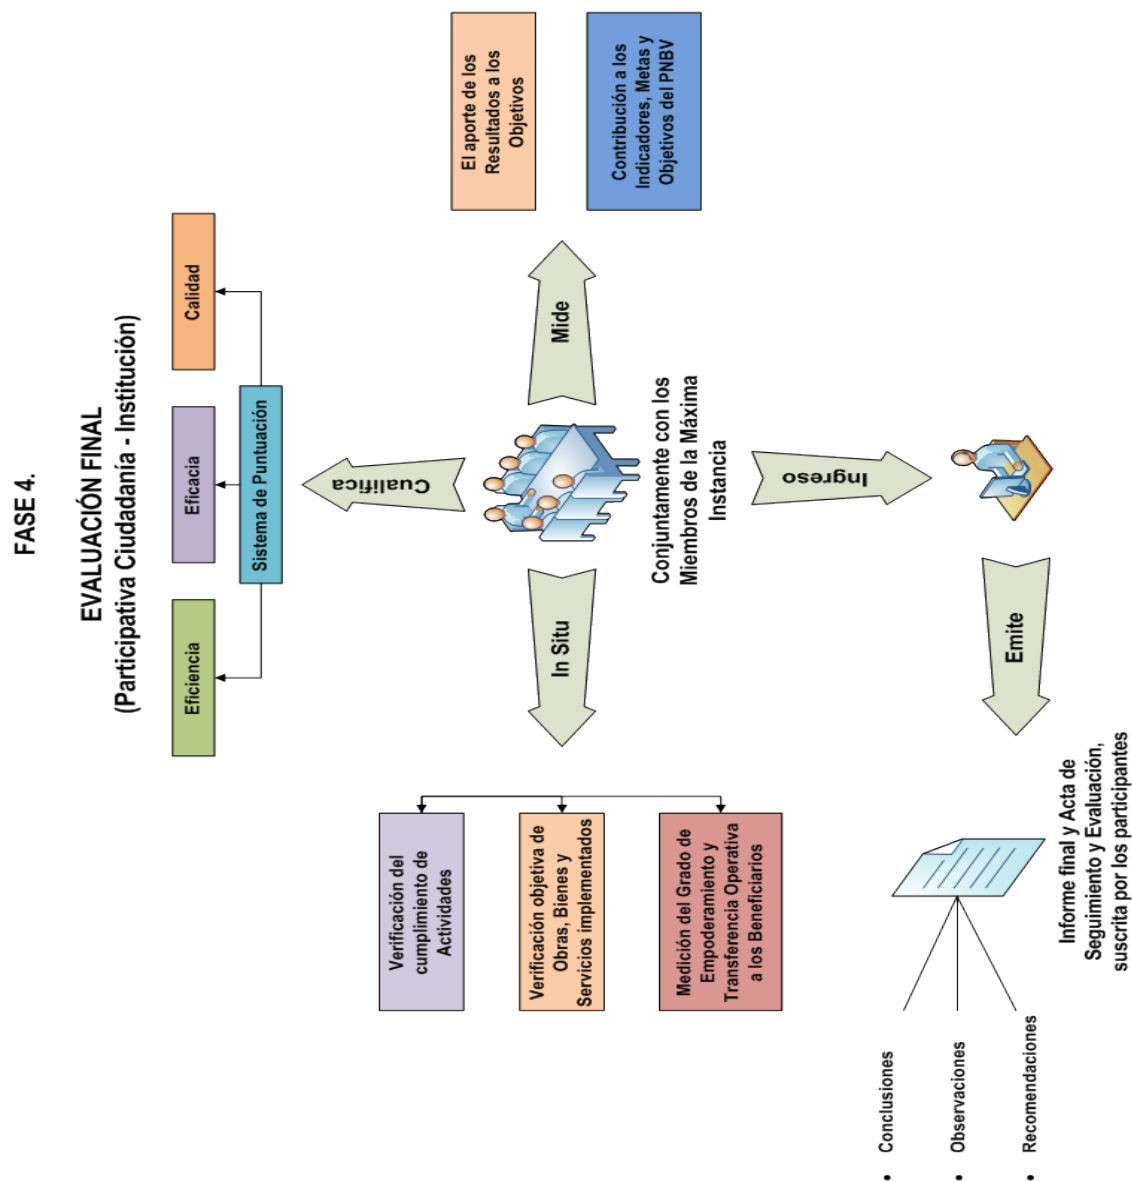 FASE 4.
EVALUACIÓN FINAL
(Participativa Ciudadanía - Institución)
Eficiencia
Eficacia
Calidad
Sistema de Puntuación
Cualifica
Verificación del
cumplimiento de
Actividades
Verificación objetiva de
Obras, Bienes y
Servicios implementados
Medición del Grado de
Empoderamiento y
Transferencia Operativa
a los Beneficiarios
In Situ
Mide
El aporte de los
Resultados a los
Objetivos
Contribución a los
Indicadores, Metas y
Objetivos del PNBV
Conjuntamente con los
Miembros de la Máxima
Instancia
Ingreso
Emite
• Conclusiones
• Observaciones
• Recomendaciones
Informe final y Acta de
Seguimiento y Evaluación,
suscrita por los participantes